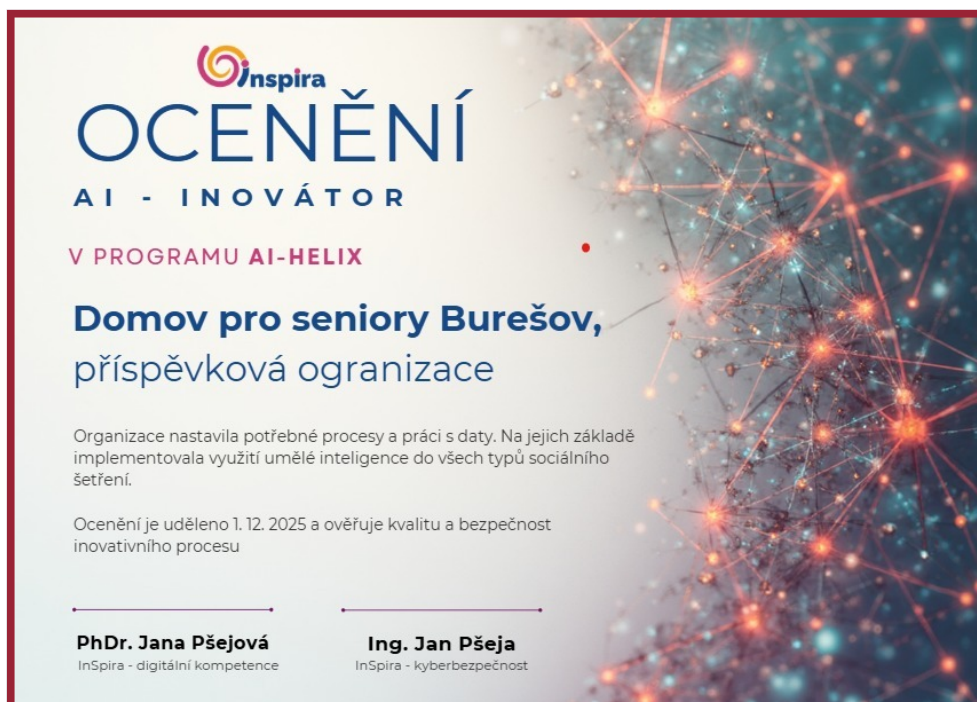 inspira
OCENĚNÍ
AI - INOVÁTOR
V PROGRAMU AI-HELIX
Domov pro seniory Burešov,
příspěvková ogranizace
Organizace nastavila potřebné procesy a práci s daty. Na jejich základě
implementovala využití umělé inteligence do všech typů sociálního
šetření.
Ocenění je uděleno 1. 12. 2025 a ověřuje kvalitu a bezpečnost
inovativního procesu
PhDr. Jana Pšejová Ing. Jan Pšeja
InSpira - digitální kompetence InSpira - kyberbezpečnost